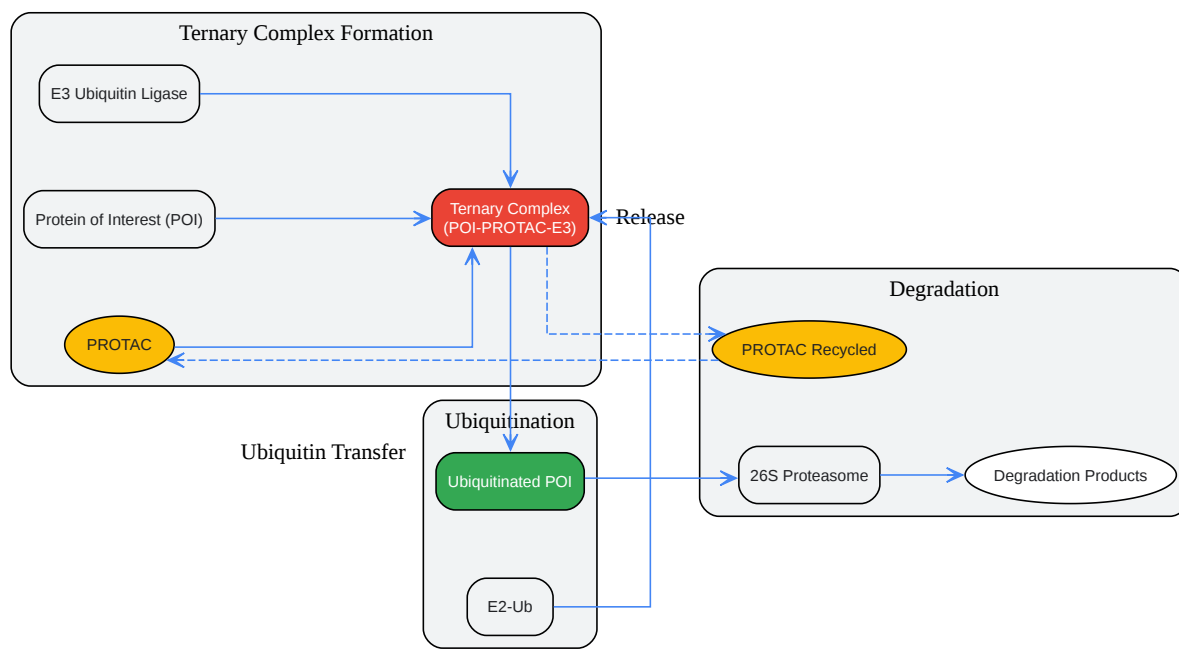 Ternary Complex Formation
E3 Ubiquitin Ligase
Protein of Interest (POI)
Ternary Complex
(POI-PROTAC-E3)
Release
PROTAC
Degradation
PROTAC Recycled
Ubiquitination
Ubiquitin Transfer
Ubiquitinated POI
26S Proteasome
Degradation Products
E2-Ub